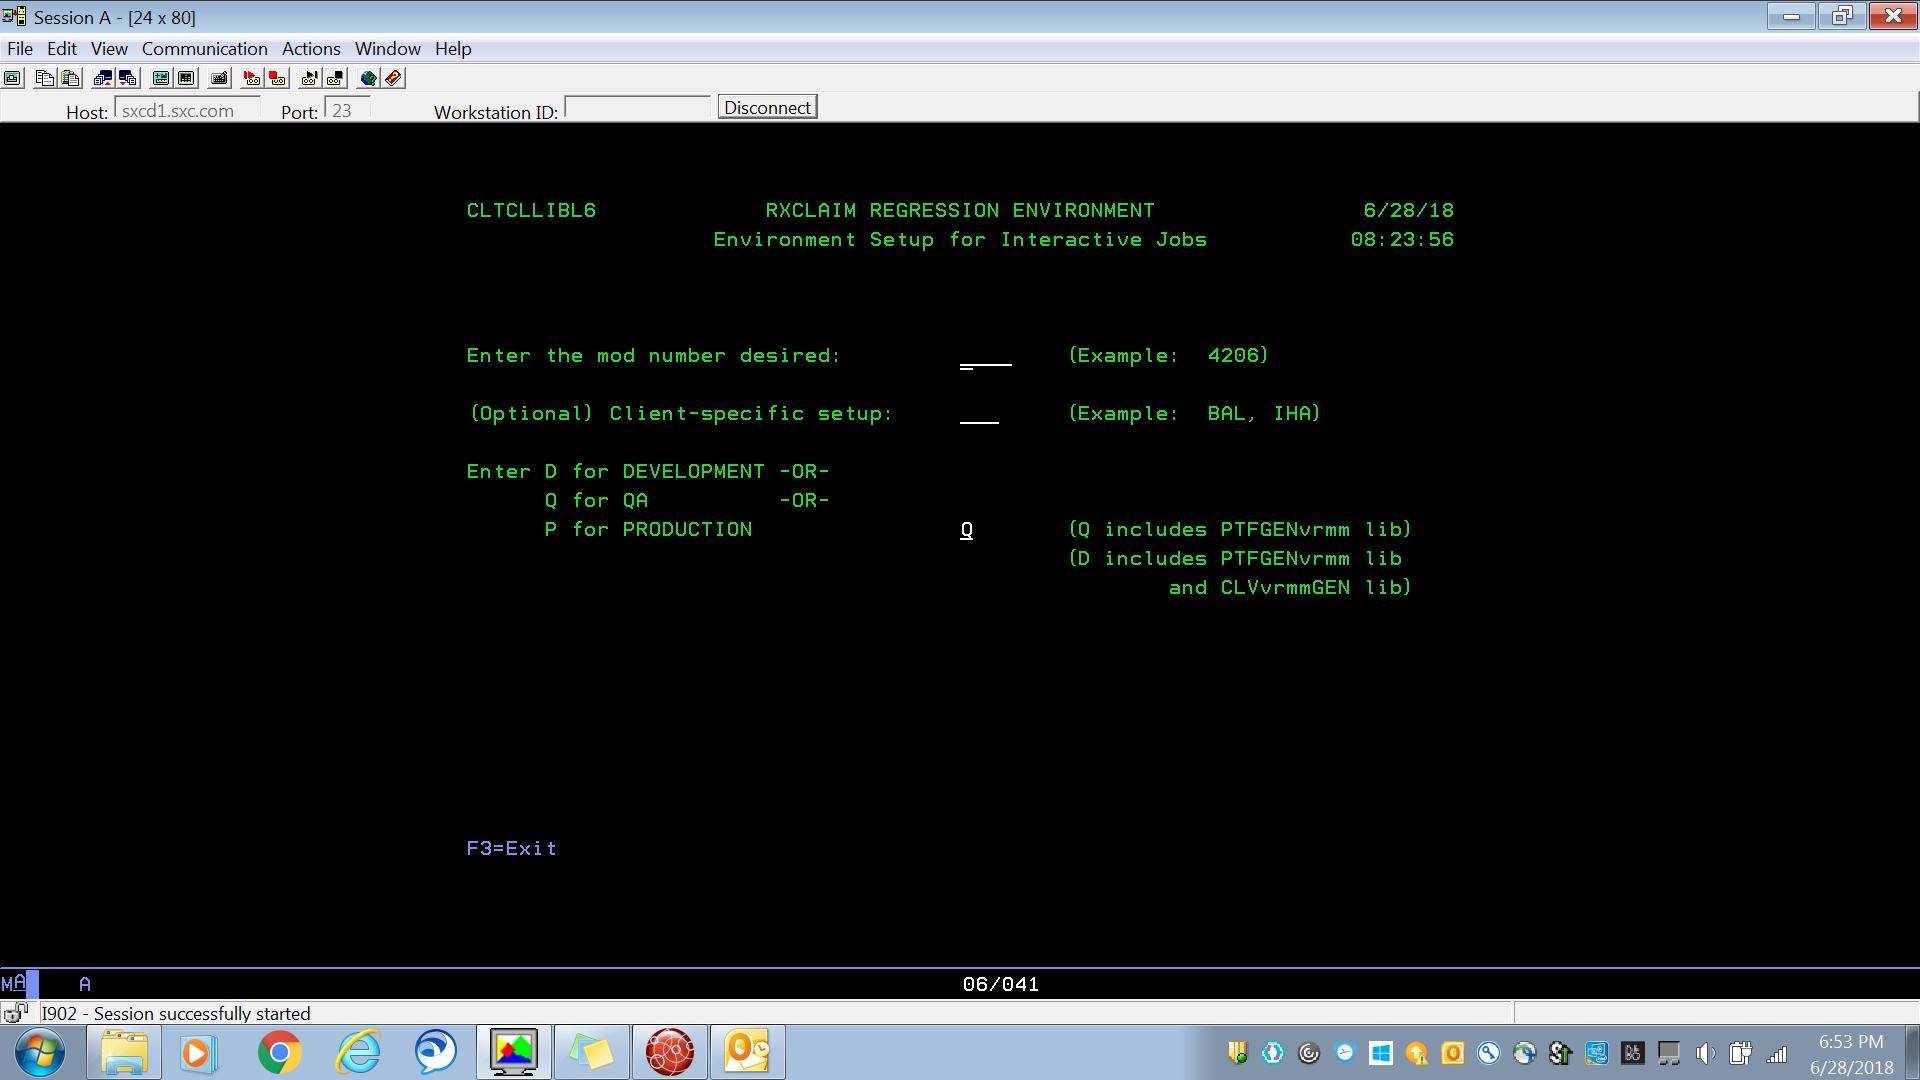 Session A - [24 x 80]
File Edit View Communication Actions Window Help
Host: sxcd1.sxc.com Port: 23 Workstation ID: Disconnect
CLTCLLIBL6 RXCLAIM REGRESSION ENVIRONMENT 6/28/18
Environment Setup for Interactive Jobs 08:23:56
Enter the mod number desired: (Example: 4206)
(Optional) Client-specific setup: (Example: BAL, IHA)
Enter D for DEVELOPMENT -OR-
Q for QA -OR-
P for PRODUCTION Q (Q includes PTFGENvrmm lib)
(D includes PTFGENvrmm lib
and CLVvrmmGEN lib)
F3=Exit
MA A 06/041
I902 - Session successfully started
6:53 PM
6/28/2018